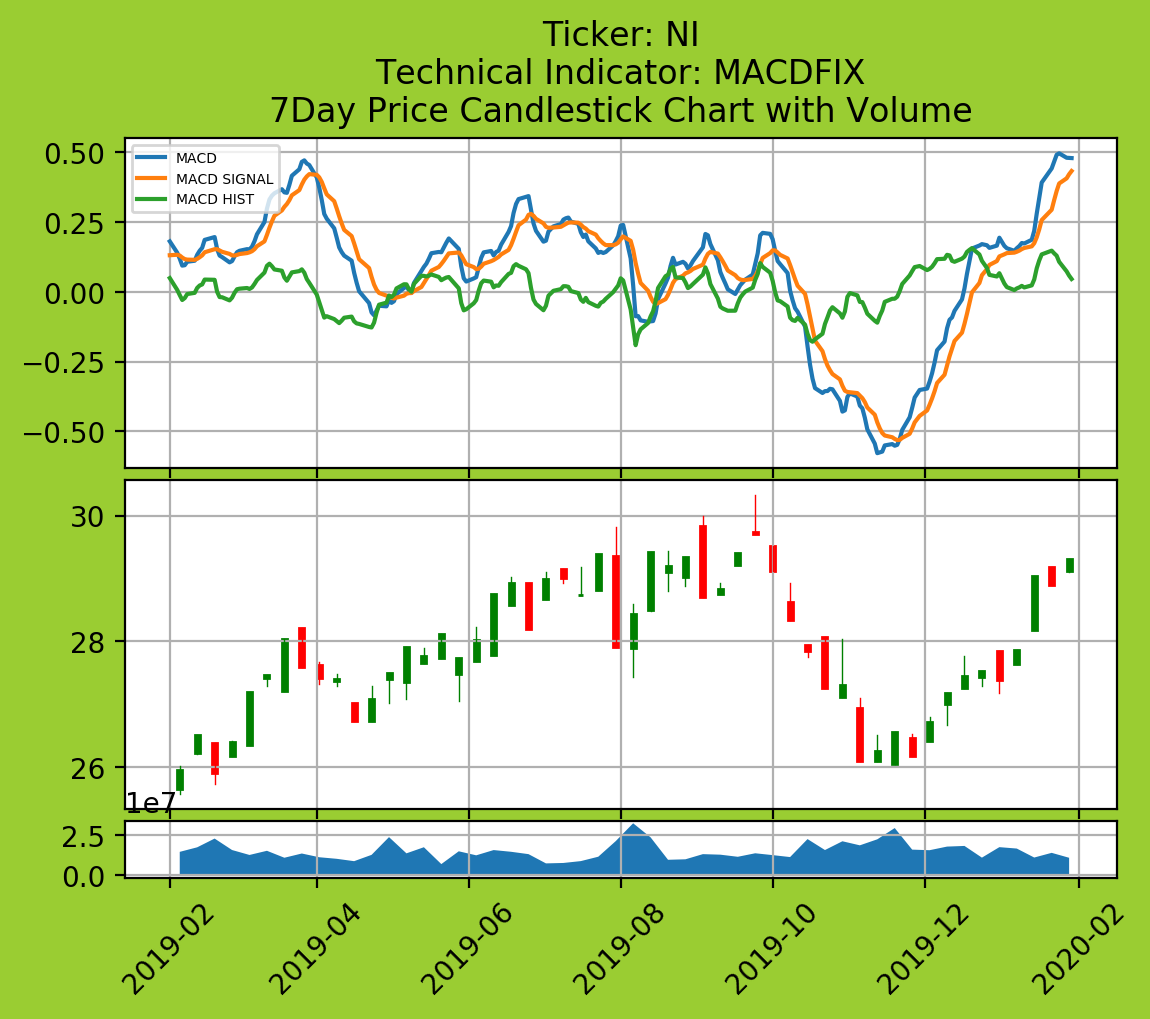 Ticker: NI
Technical Indicator: MACDFIX
7Day Price Candlestick Chart with Volume
MACD
MACD SIGNAL
MACD HIST
0.50
0.25
0.00
−0.25
−0.50
30
28
26
1e7
2.5
0.0
2019-02
2019-04
2019-06
2019-08
2019-10
2019-12
2020-02